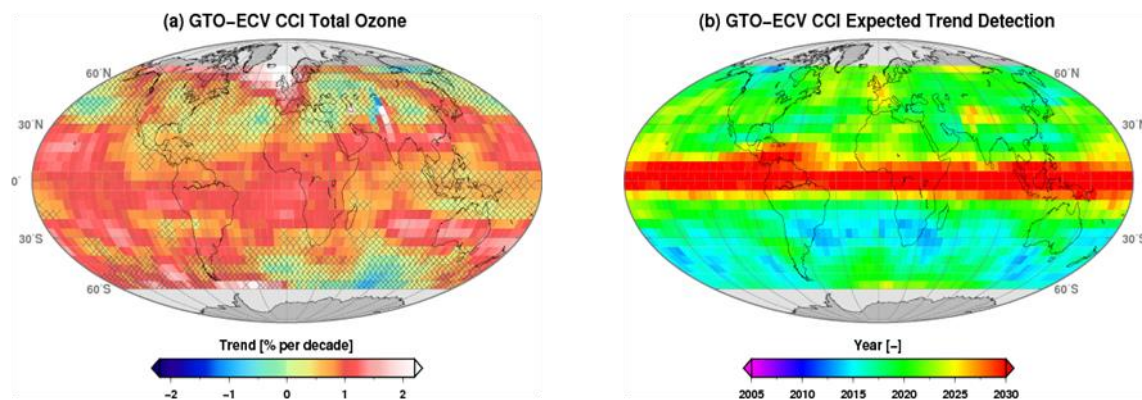 (a) GTO-ECV CCI Total Ozone
60°N
30°N
0°
30°S
60°S
Trend [% per decade]
−2 −1 0 1 2
(b) GTO-ECV CCI Expected Trend Detection
60°N
30°N
0°
30°S
60°S
Year [-]
2005 2010 2015 2020 2025 2030